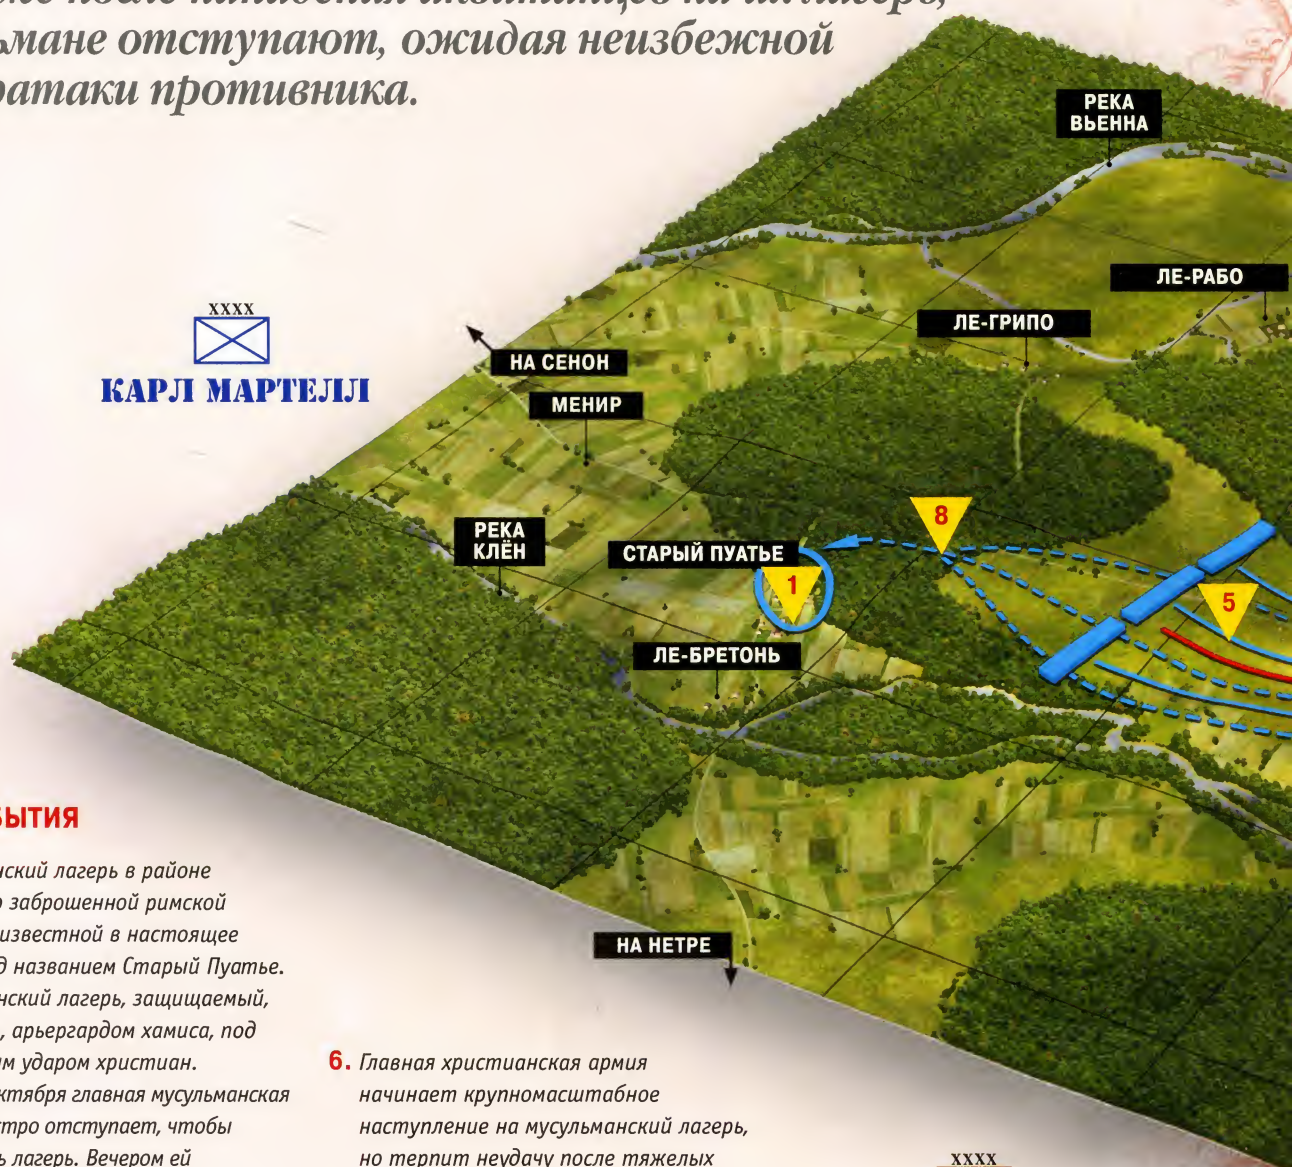 мане отступают, ожидая неизбежной
атаки противника.
РЕКА
ВЬЕННА
ЛЕ-РАБО
ЛЕ-ГРИПО
XXXX
КАРЛ МАРТЕЛЛ
НА СЕНОН
МЕНИР
РЕКА
КЛЁН
СТАРЫЙ ПУАТЬЕ
8
1
5
ЛЕ-БРЕТОНЬ
НА НЕТРЕ
БЫТИЯ
нский лагерь в районе
о заброшенной римской
известной в настоящее
д названием Старый Пуатье.
нский лагерь, защищаемый,
, арьергардом хамиса, под
м ударом христиан.
ктября главная мусульманская
стро отступает, чтобы
ь лагерь. Вечером ей
6. Главная христианская армия
начинает крупномасштабное
наступление на мусульманский лагерь,
но терпит неудачу после тяжелых
XXXX